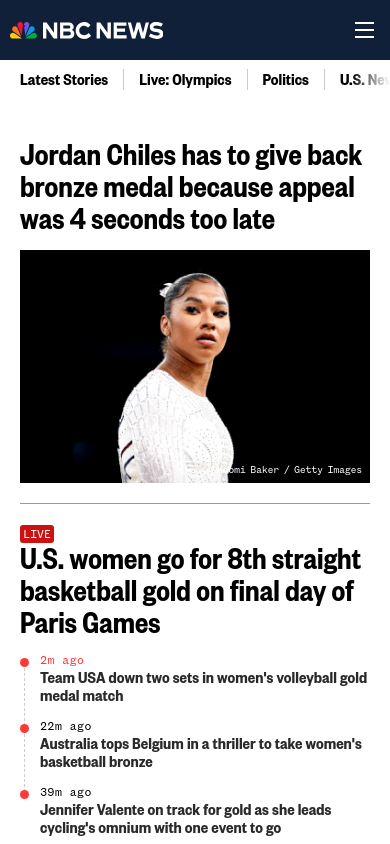 NBC NEWS
Latest Stories
Live: Olympics
Politics
U.S. New
Jordan Chiles has to give back
bronze medal because appeal
was 4 seconds too late
Baker / Getty Images
LIVE
U.S. women go for 8th straight
basketball gold on final day of
Paris Games
2m ago
Team USA down two sets in women's volleyball gold
medal match
22m ago
Australia tops Belgium in a thriller to take women's
basketball bronze
39m ago
Jennifer Valente on track for gold as she leads
cycling's omnium with one event to go